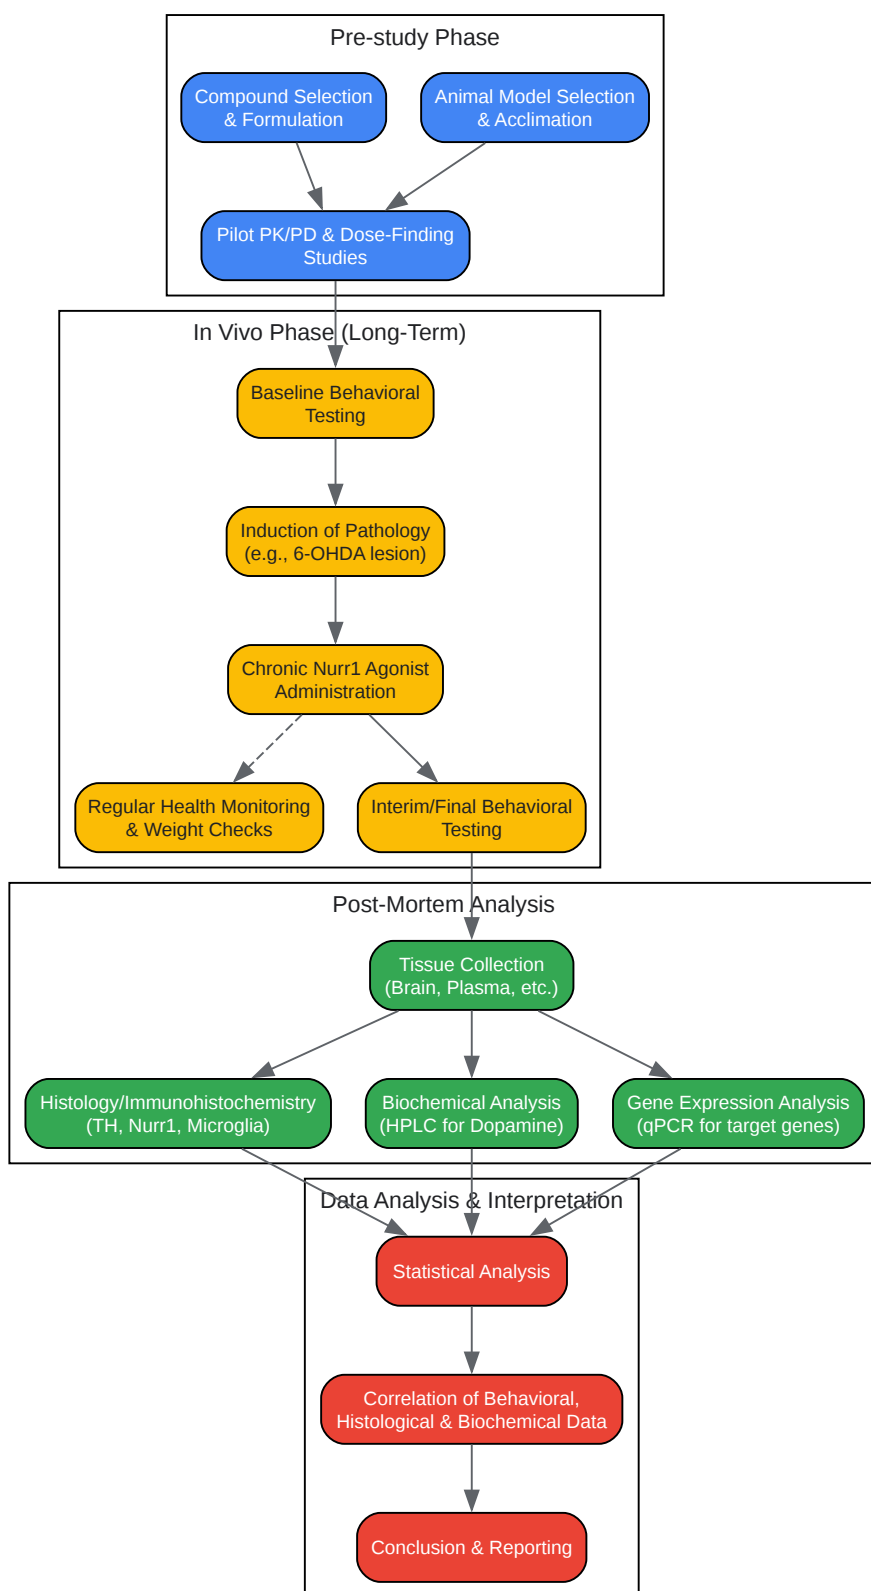 Pre-study Phase
Compound Selection
& Formulation
Animal Model Selection
& Acclimation
Pilot PK/PD & Dose-Finding
Studies
In Vivo Phase (Long-Term)
Baseline Behavioral
Testing
Induction of Pathology
(e.g., 6-OHDA lesion)
Chronic Nurr1 Agonist
Administration
Regular Health Monitoring
& Weight Checks
Interim/Final Behavioral
Testing
Post-Mortem Analysis
Tissue Collection
(Brain, Plasma, etc.)
Histology/Immunohistochemistry
(TH, Nurr1, Microglia)
Biochemical Analysis
(HPLC for Dopamine)
Gene Expression Analysis
(qPCR for target genes)
Data Analysis & Interpretation
Statistical Analysis
Correlation of Behavioral,
Histological & Biochemical Data
Conclusion & Reporting